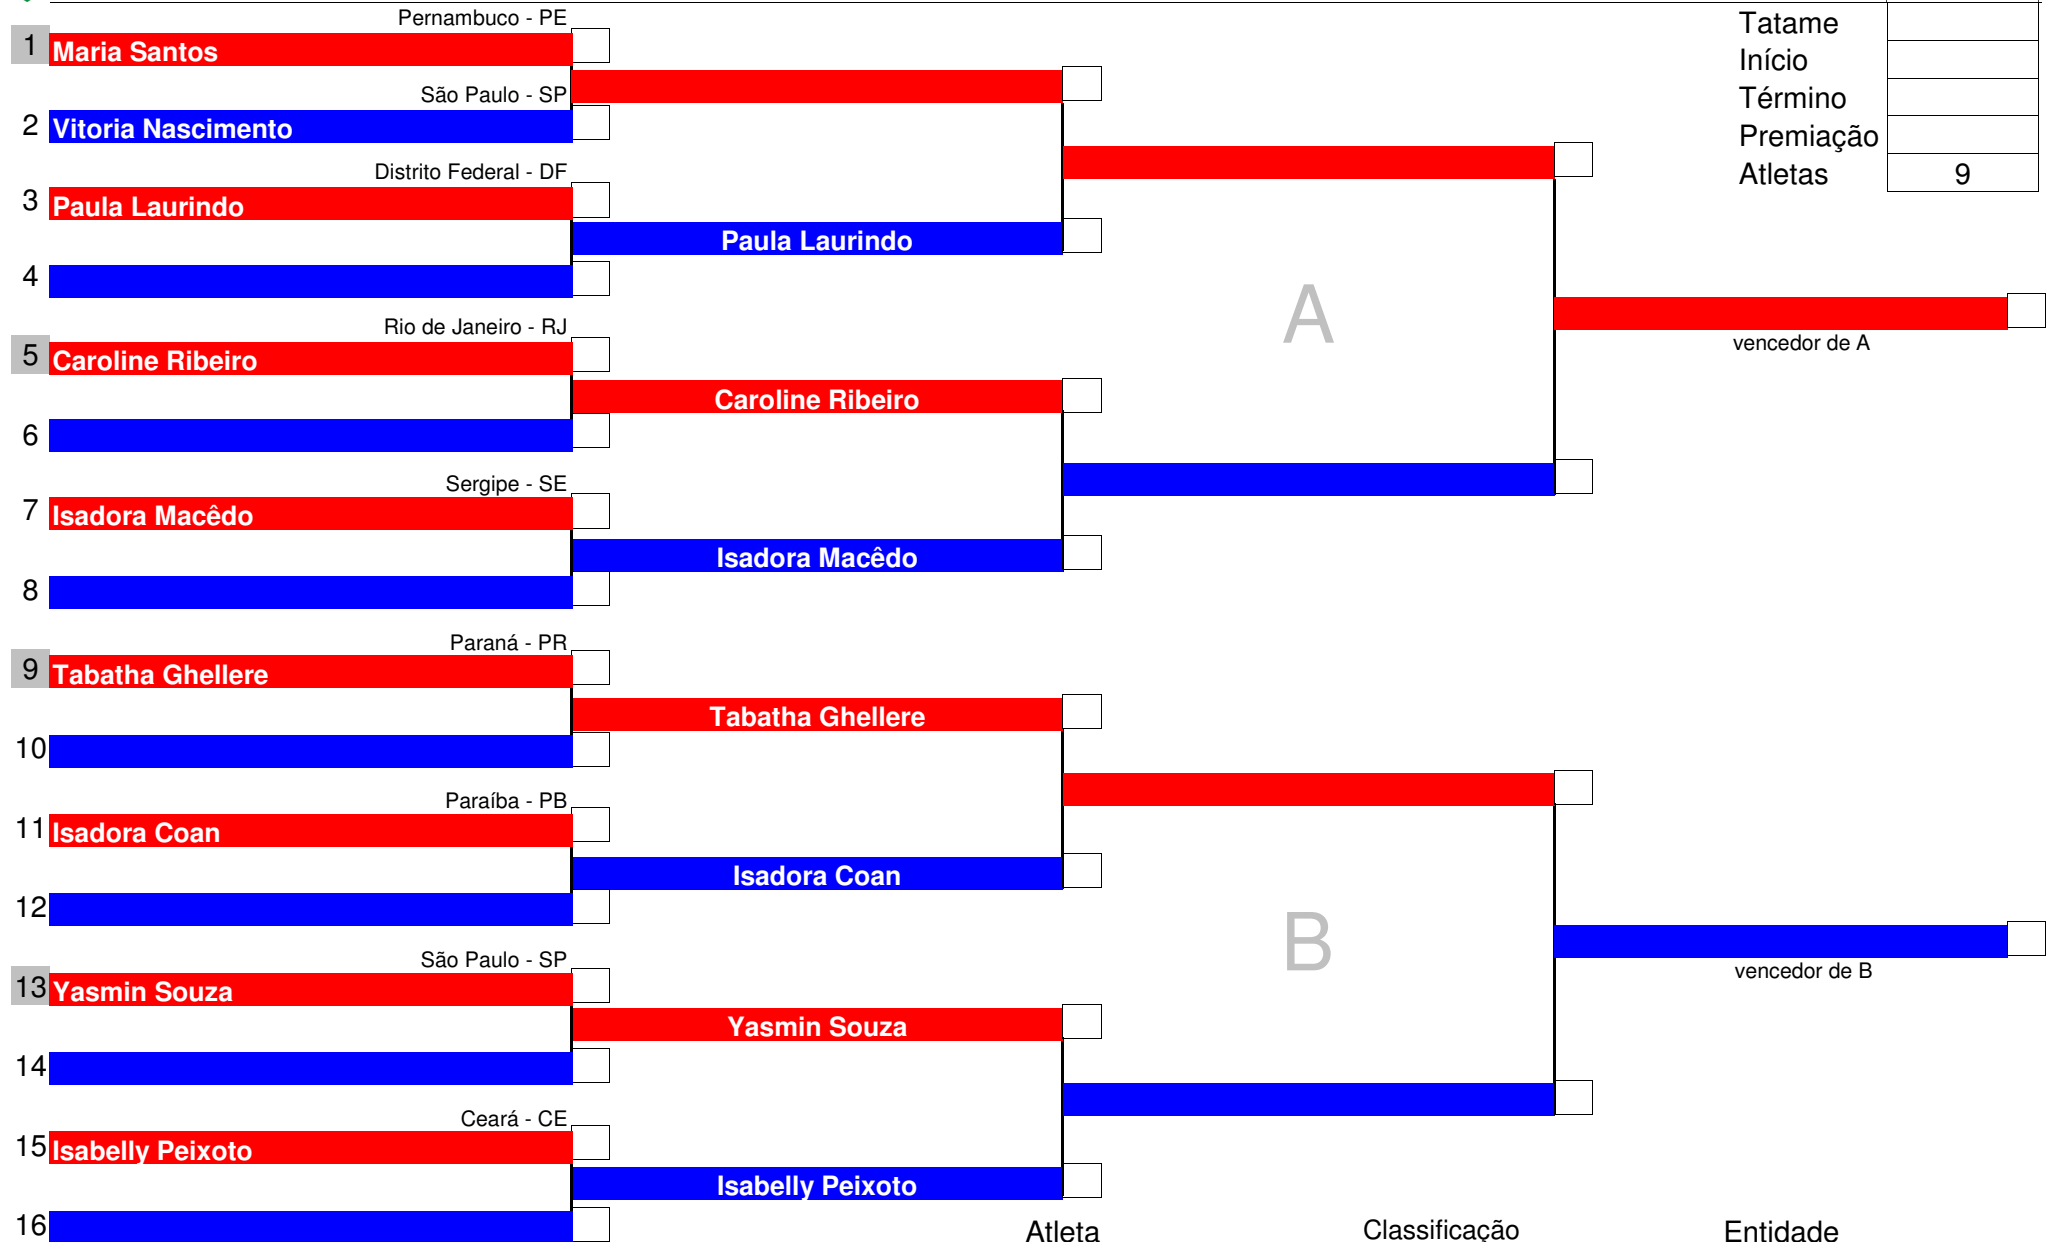 Pernambuco - PE
1 Maria Santos
São Paulo - SP
2 Vitoria Nascimento
Distrito Federal - DF
3 Paula Laurindo
Paula Laurindo
4
Rio de Janeiro - RJ
5 Caroline Ribeiro
Caroline Ribeiro
6
Sergipe - SE
7 Isadora Macêdo
Isadora Macêdo
8
Paraná - PR
9 Tabatha Ghellere
Tabatha Ghellere
10
Paraíba - PB
11 Isadora Coan
Isadora Coan
12
São Paulo - SP
13 Yasmin Souza
Yasmin Souza
14
Ceará - CE
15 Isabelly Peixoto
Isabelly Peixoto
16
A
B
vencedor de A
vencedor de B
Tatame
Início
Término
Premiação
Atletas 9
Atleta Classificação Entidade